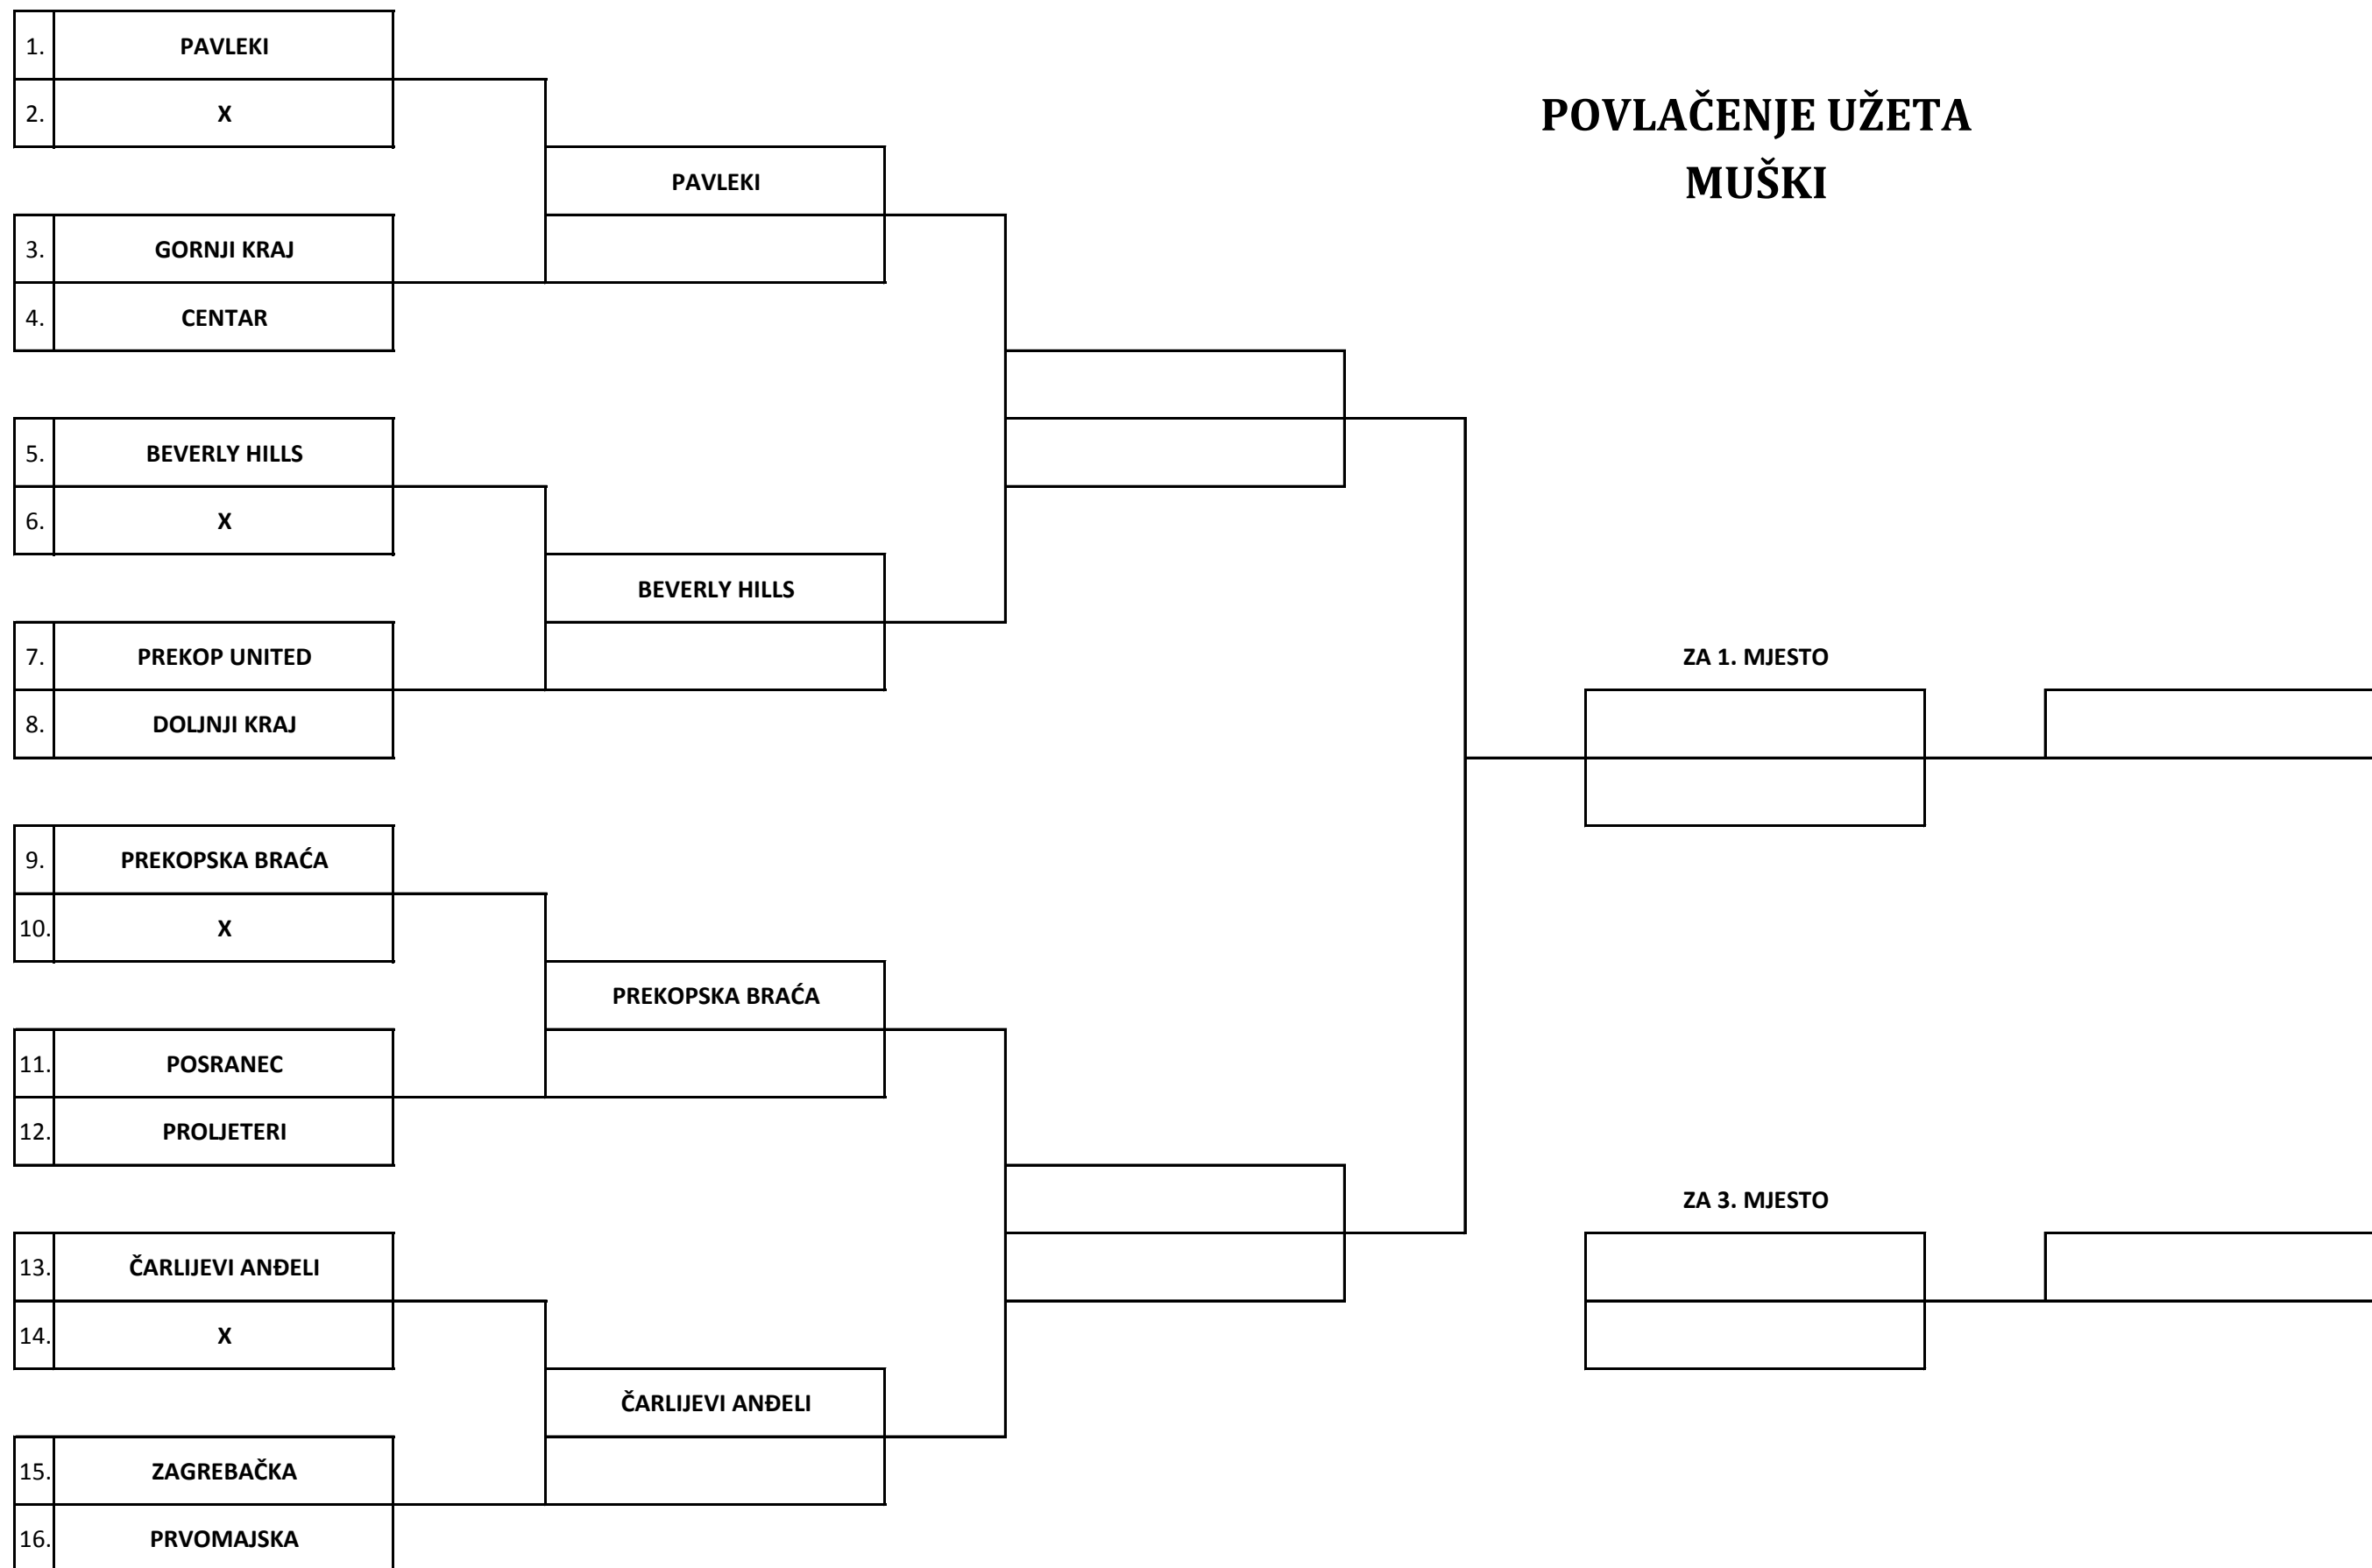 POVLAČENJE UŽETA
MUŠKI
1. PAVLEKI
2. X
3. GORNJI KRAJ
4. CENTAR
5. BEVERLY HILLS
6. X
7. PREKOP UNITED
8. DOLJNJI KRAJ
9. PREKOPSKA BRAĆA
10. X
11. POSRANEC
12. PROLJETERI
13. ČARLIJEVI ANĐELI
14. X
15. ZAGREBAČKA
16. PRVOMAJSKA
PAVLEKI
BEVERLY HILLS
PREKOPSKA BRAĆA
ČARLIJEVI ANĐELI
ZA 1. MJESTO
ZA 3. MJESTO